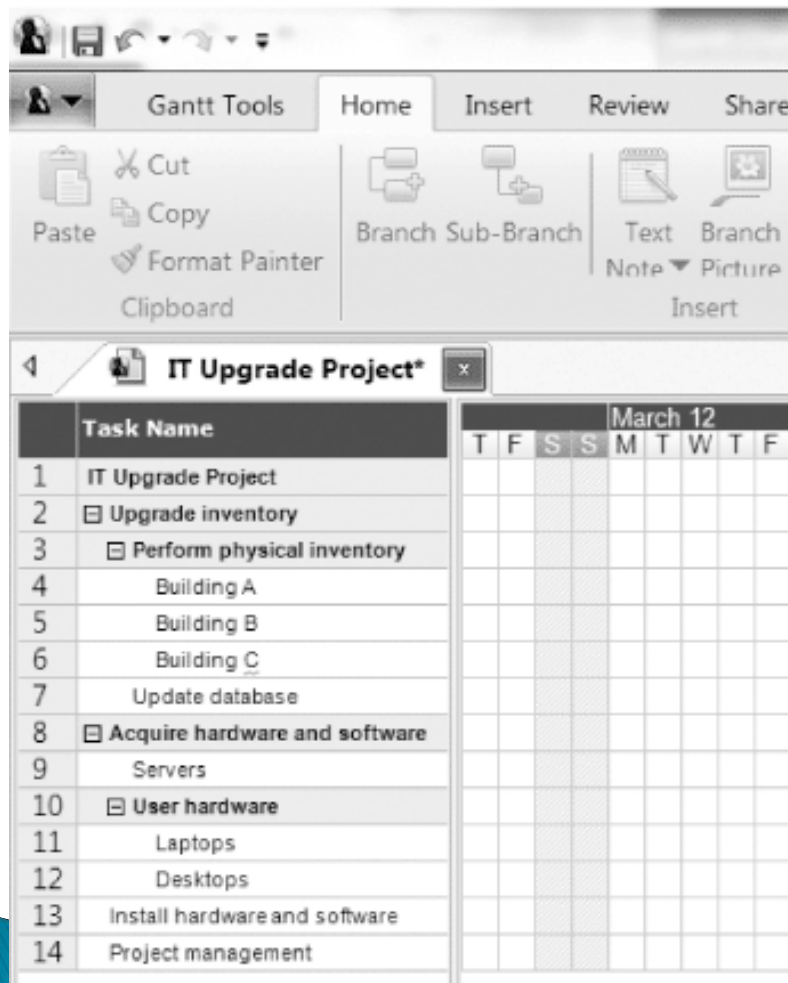 Gantt Tools Home Insert Review Share
Cut
Copy
Paste
Format Painter
Clipboard
Branch Sub-Branch
Text Note
Branch Picture
Insert
IT Upgrade Project*
x
Task Name
March 12
T F S S M T W T F
1 IT Upgrade Project
2 Upgrade inventory
3 Perform physical inventory
4 Building A
5 Building B
6 Building C
7 Update database
8 Acquire hardware and software
9 Servers
10 User hardware
11 Laptops
12 Desktops
13 Install hardware and software
14 Project management